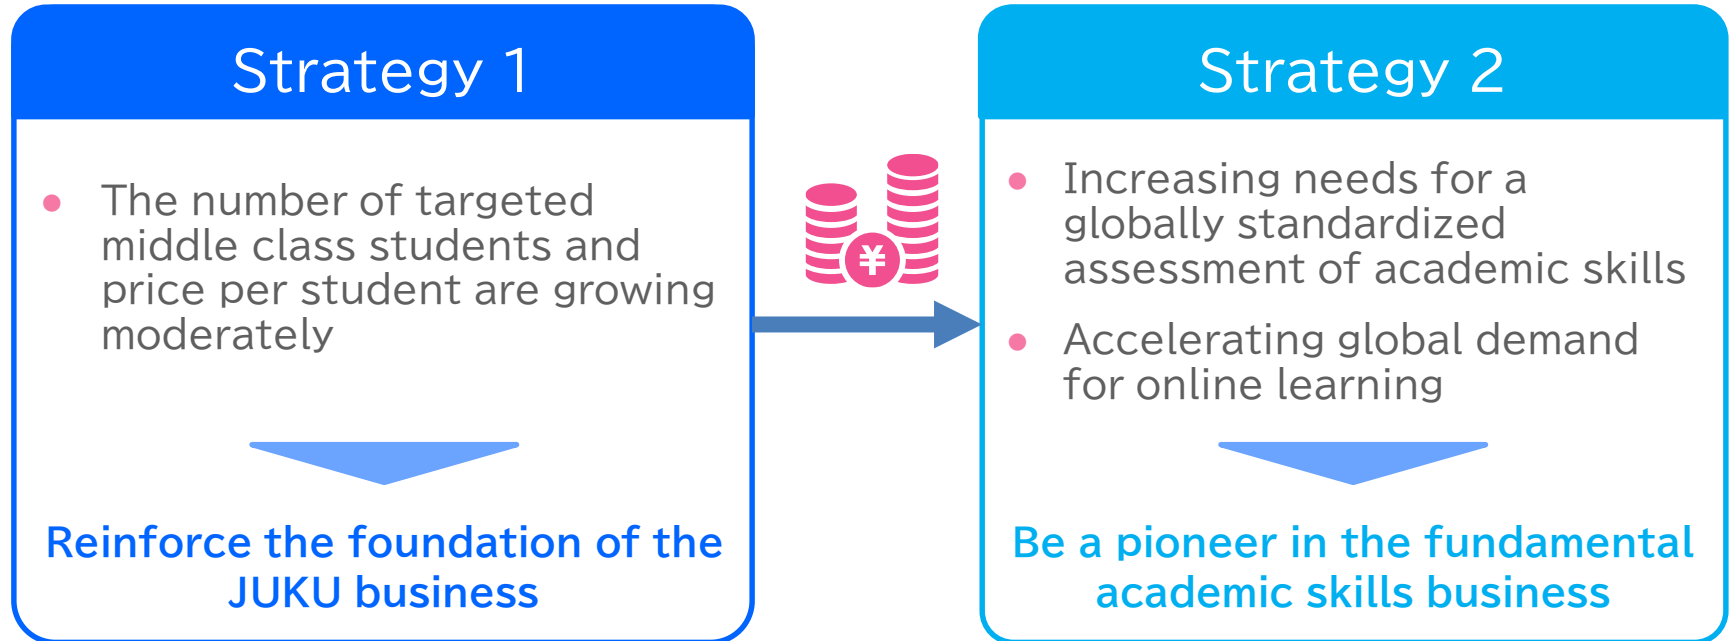 Strategy 1
The number of targeted
middle class students and
price per student are growing
moderately
Reinforce the foundation of the
JUKU business
¥
Strategy 2
Increasing needs for a
globally standardized
assessment of academic skills
Accelerating global demand
for online learning
Be a pioneer in the fundamental
academic skills business